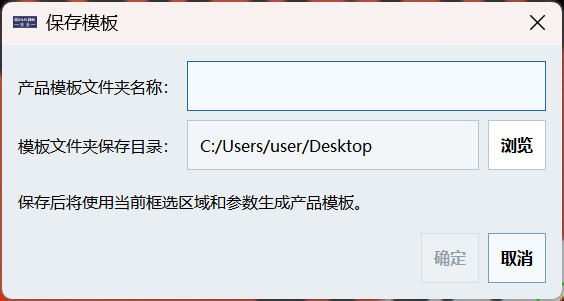 保存模板
产品模板文件夹名称：
模板文件夹保存目录： C:/Users/user/Desktop 浏览
保存后将使用当前框选区域和参数生成产品模板。
确定 取消